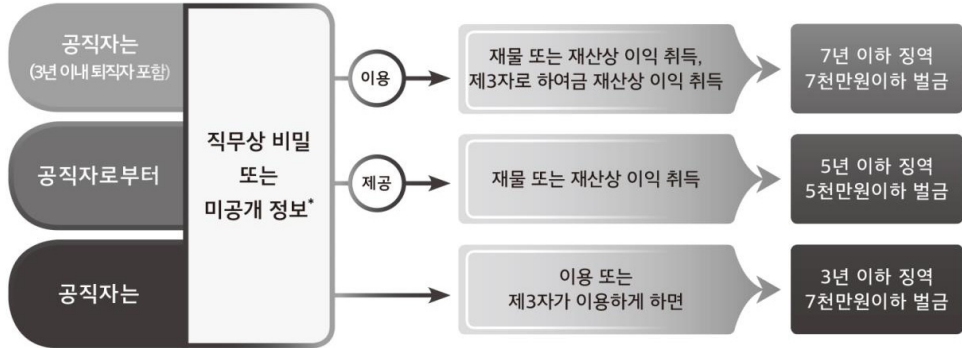 공직자는
(3년 이내 퇴직자 포함)
공직자로부터
공직자는
직무상 비밀
또는
미공개 정보*
이용
제공
재물 또는 재산상 이익 취득,
제3자로 하여금 재산상 이익 취득
재물 또는 재산상 이익 취득
이용 또는
제3자가 이용하게 하면
7년 이하 징역
7천만원이하 벌금
5년 이하 징역
5천만원이하 벌금
3년 이하 징역
7천만원이하 벌금